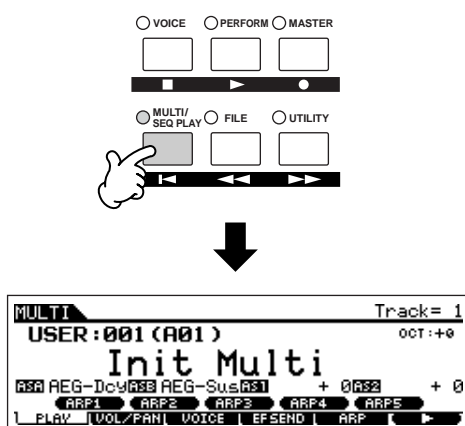 VOICE PERFORM MASTER
MULTI/ SEQ PLAY FILE UTILITY
MULTI Track= 1
USER:001(A01) OCT:+0
Init Multi
ASA AEG-Dcy ASB AEG-Sus AS1 + 0 AS2 + 0
ARP1 ARP2 ARP3 ARP4 ARP5
PLAY VOL/PAN VOICE EF SEND ARP